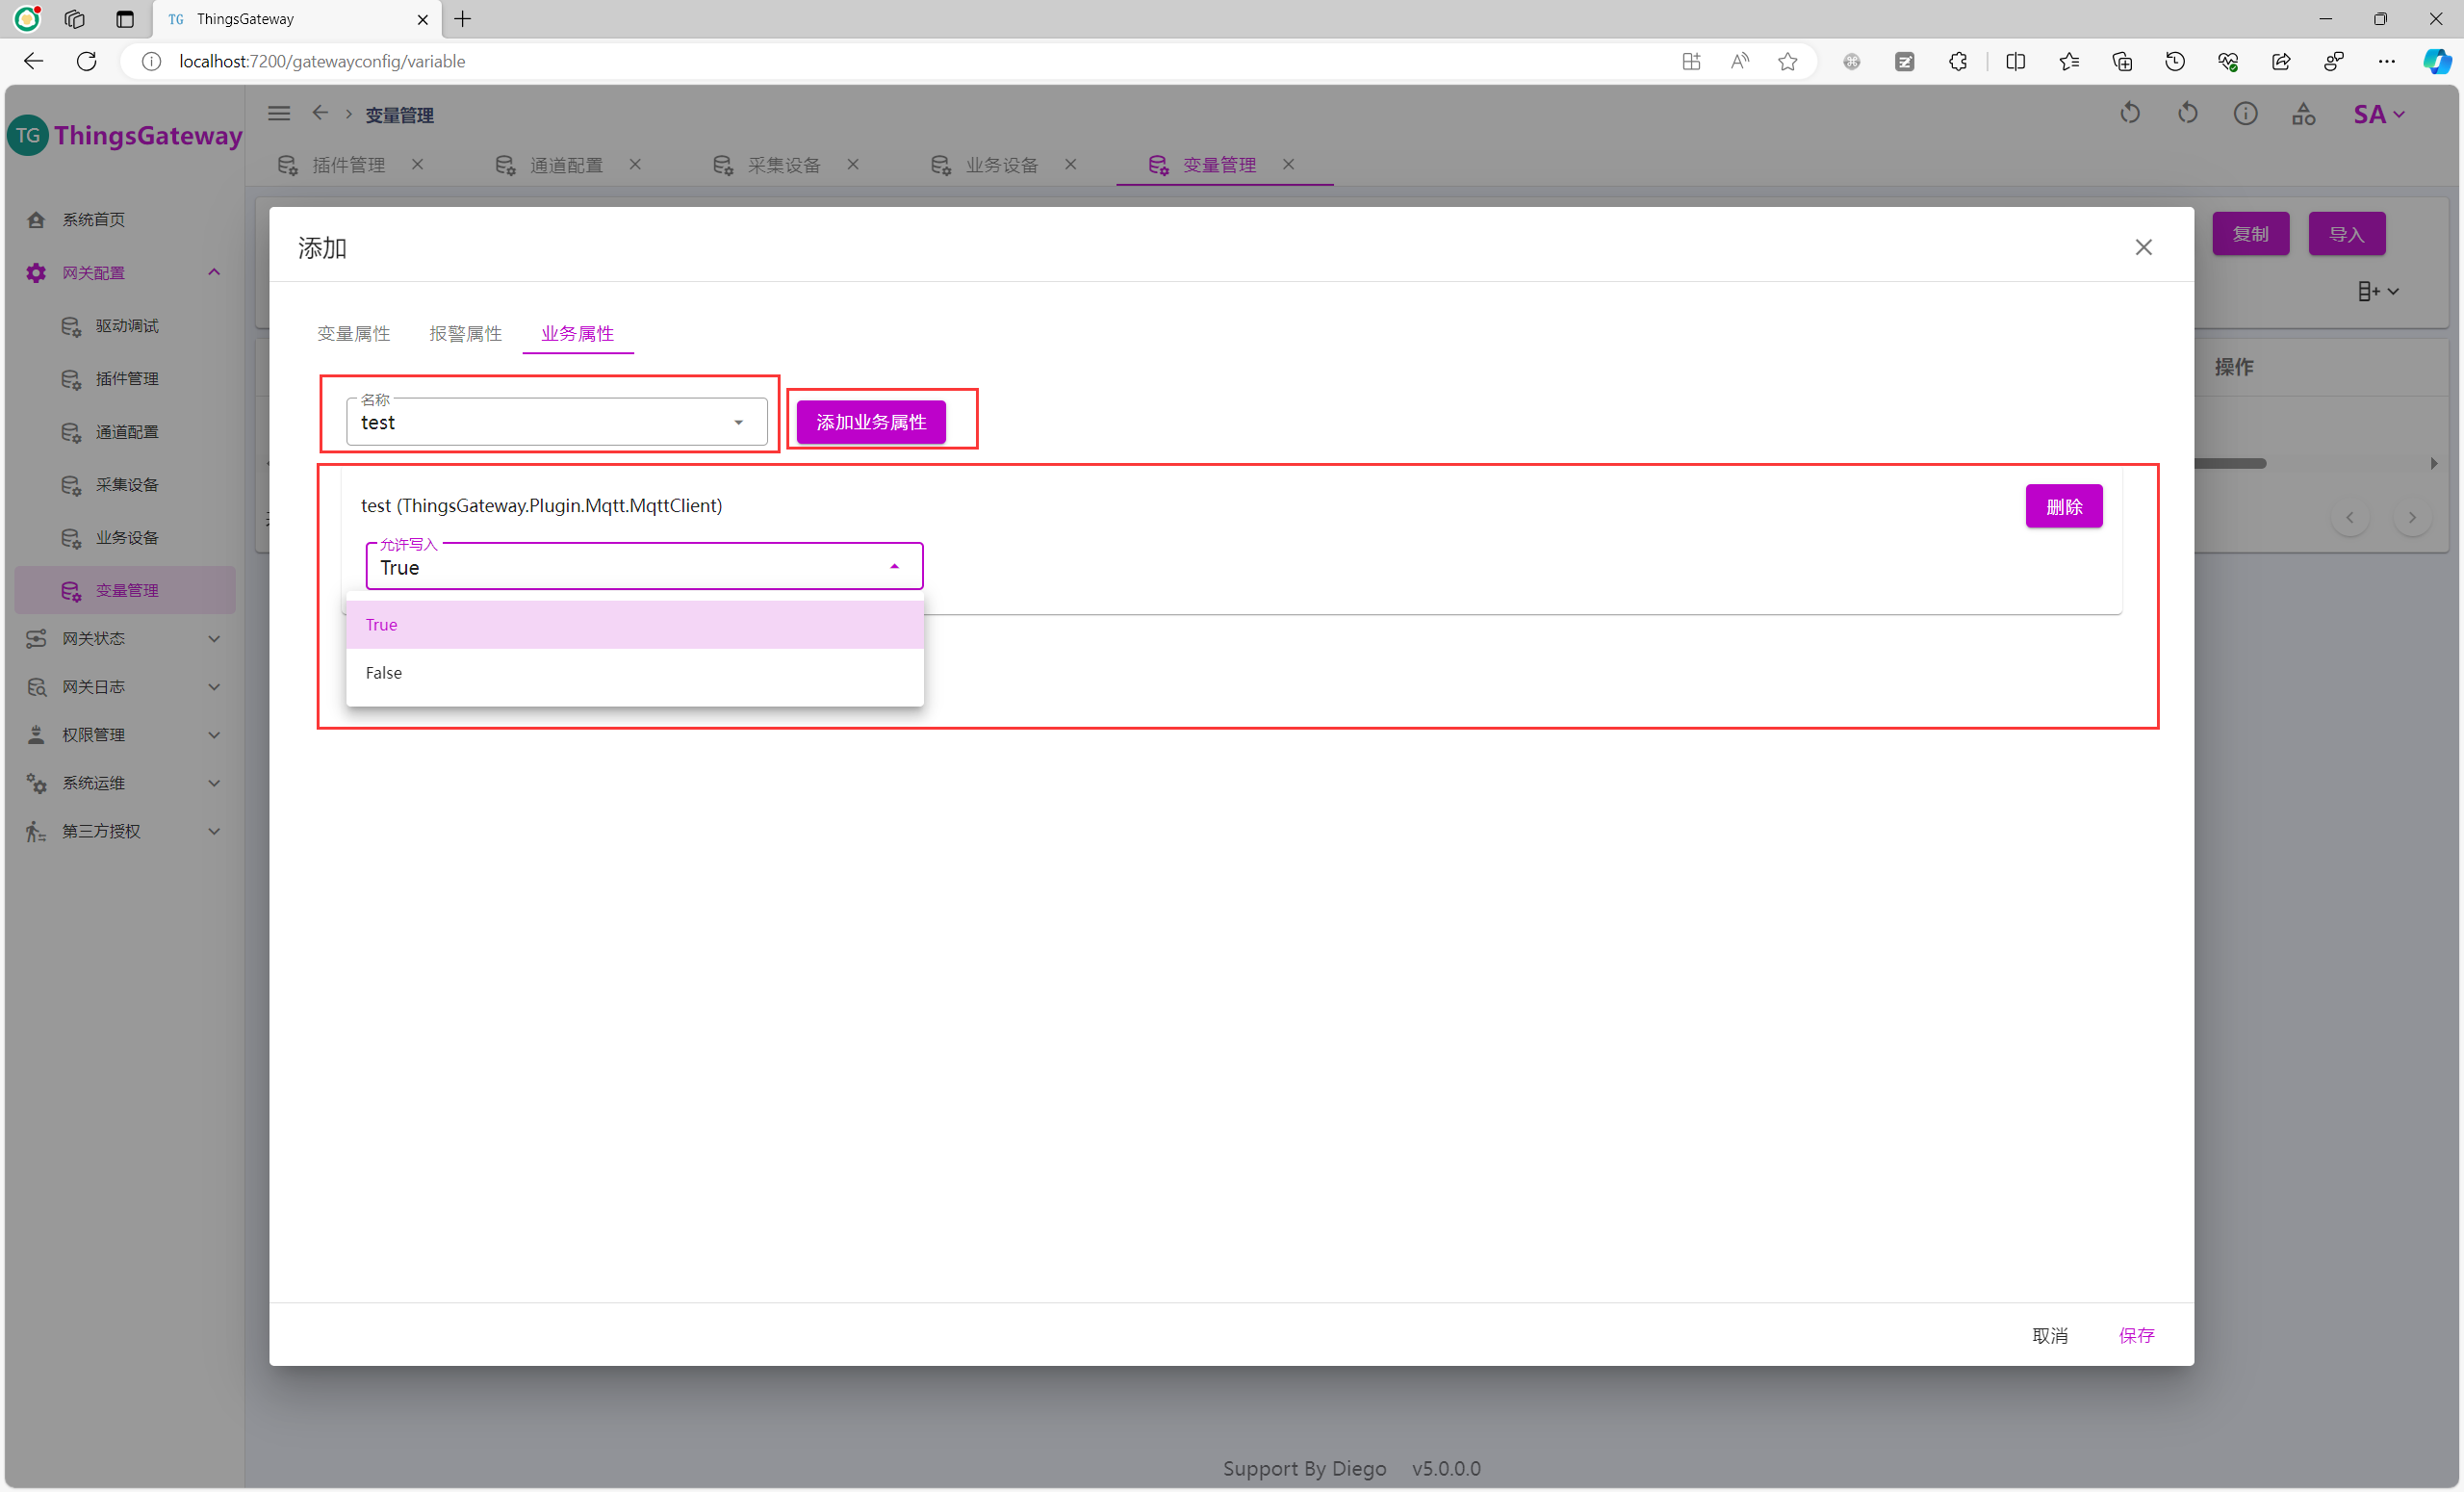 TG ThingsGateway
localhost:7200/gatewayconfig/variable
TG ThingsGateway
变量管理
SA
插件管理
通道配置
采集设备
业务设备
变量管理
系统首页
网关配置
驱动调试
插件管理
通道配置
采集设备
业务设备
变量管理
网关状态
网关日志
权限管理
系统运维
第三方授权
复制
导入
操作
添加
变量属性
报警属性
业务属性
名称
test
添加业务属性
test (ThingsGateway.Plugin.Mqtt.MqttClient)
删除
允许写入
True
True
False
取消
保存
Support By Diego v5.0.0.0